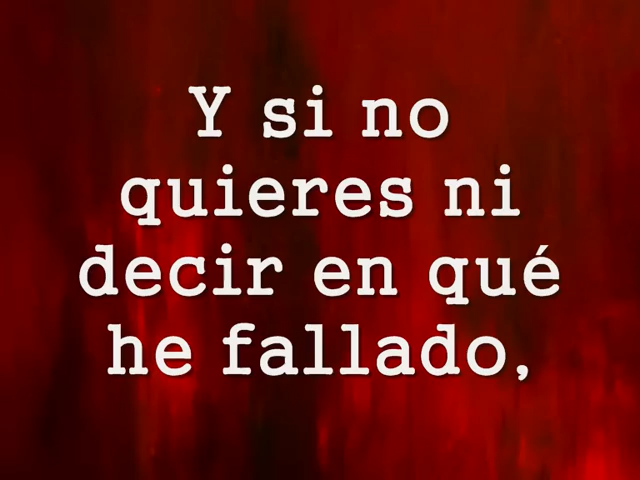 Y si no
quieres ni
decir en qué
he fallado,